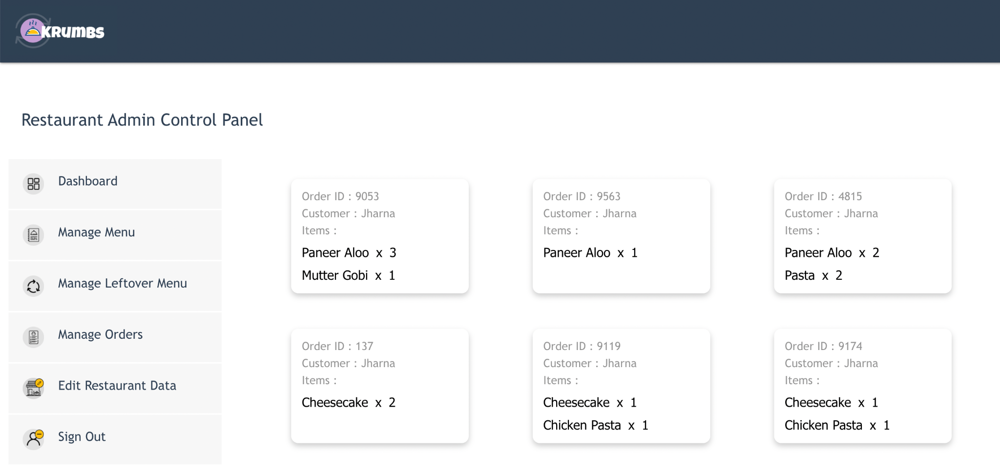 KRumBS
Restaurant Admin Control Panel
Dashboard
Manage Menu
Manage Leftover Menu
Manage Orders
Edit Restaurant Data
Sign Out
Order ID : 9053
Customer : Jharna
Items :
Paneer Aloo x 3
Mutter Gobi x 1
Order ID : 9563
Customer : Jharna
Items :
Paneer Aloo x 1
Order ID : 4815
Customer : Jharna
Items :
Paneer Aloo x 2
Pasta x 2
Order ID : 137
Customer : Jharna
Items :
Cheesecake x 2
Order ID : 9119
Customer : Jharna
Items :
Cheesecake x 1
Chicken Pasta x 1
Order ID : 9174
Customer : Jharna
Items :
Cheesecake x 1
Chicken Pasta x 1